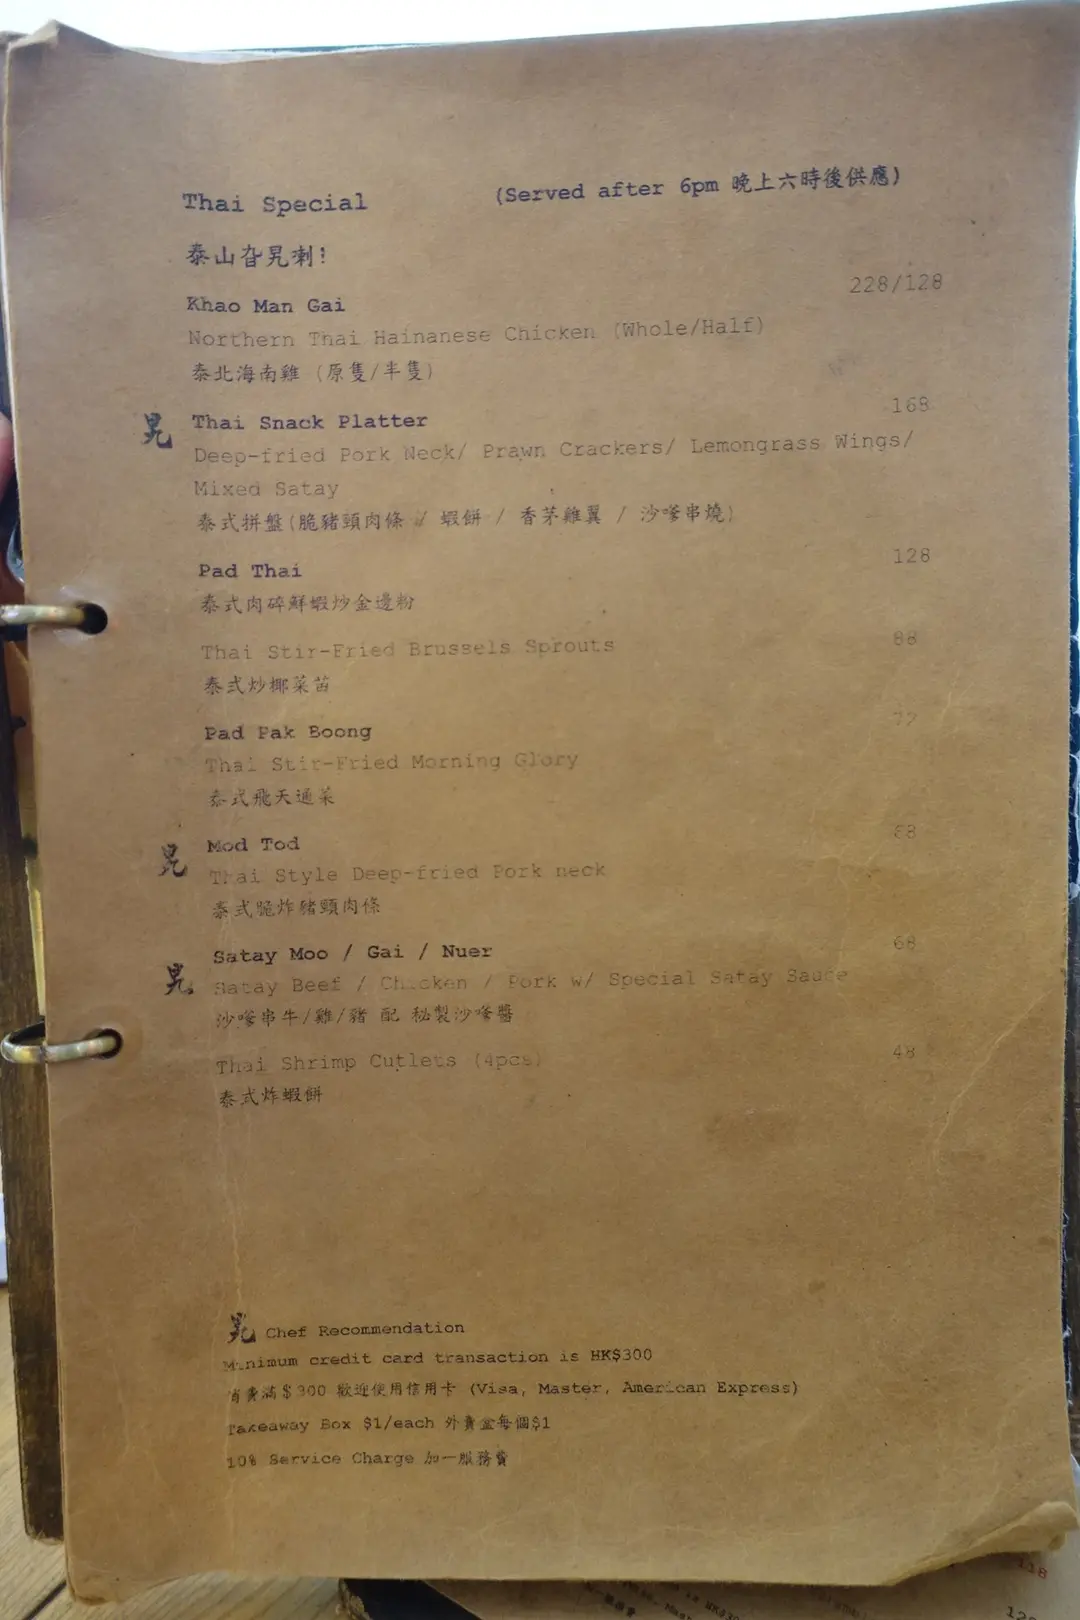 Thai Special (Served after 6pm 晚上六時後供應)
泰山旮旯喇!
Khao Man Gai 228/128
Northern Thai Hainanese Chicken (Whole/Half)
泰北海南雞 (原隻/半隻)
旯 Thai Snack Platter 168
Deep-fried Pork Neck/ Prawn Crackers/ Lemongrass Wings/
Mixed Satay
泰式拼盤(脆豬頸肉條 / 蝦餅 / 香茅雞翼 / 沙嗲串燒)
Pad Thai 128
泰式肉碎鮮蝦炒金邊粉
Thai Stir-Fried Brussels Sprouts 88
泰式炒椰菜苗
Pad Pak Boong
Thai Stir-Fried Morning Glory
泰式飛天通菜
旯 Mod Tod 68
Thai Style Deep-fried Pork neck
泰式脆炸豬頸肉條
旯 Satay Moo / Gai / Nuer 68
Satay Beef / Chicken / Pork w/ Special Satay Sauce
沙嗲串牛/雞/豬 配 秘製沙嗲醬
Thai Shrimp Cutlets (4pcs) 48
泰式炸蝦餅
旯 Chef Recommendation
Minimum credit card transaction is HK$300
消費滿$300 歡迎使用信用卡 (Visa, Master, American Express)
Takeaway Box $1/each 外賣盒每個$1
10% Service Charge 加一服務費
118